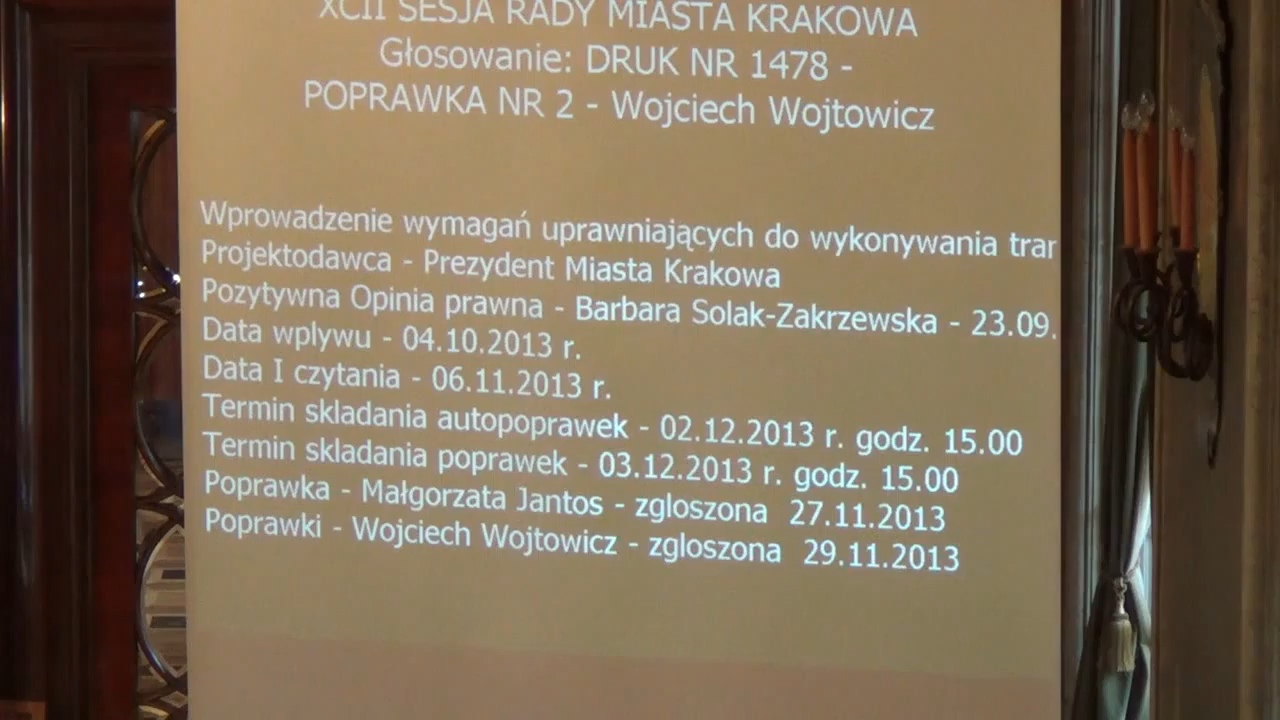 XCII SESJA RADY MIASTA KRAKOWA
Głosowanie: DRUK NR 1478 -
POPRAWKA NR 2 - Wojciech Wojtowicz
Wprowadzenie wymagań uprawniających do wykonywania tran
Projektodawca - Prezydent Miasta Krakowa
Pozytywna Opinia prawna - Barbara Solak-Zakrzewska - 23.09.
Data wplywu - 04.10.2013 r.
Data I czytania - 06.11.2013 r.
Termin skladania autopoprawek - 02.12.2013 r. godz. 15.00
Termin skladania poprawek - 03.12.2013 r. godz. 15.00
Poprawka - Małgorzata Jantos - zgloszona 27.11.2013
Poprawki - Wojciech Wojtowicz - zgloszona 29.11.2013